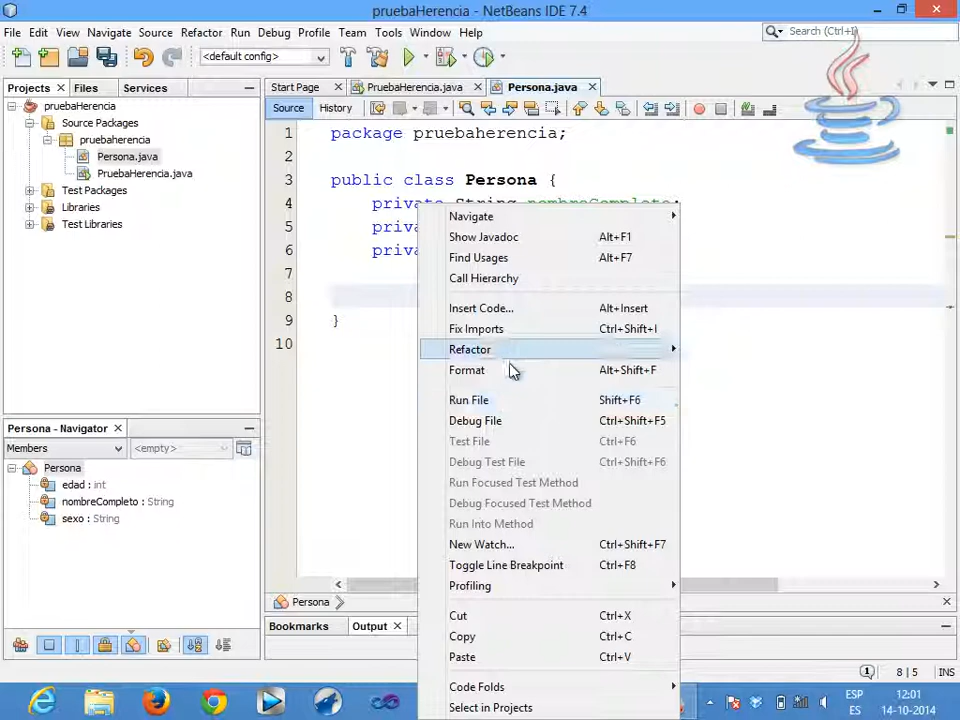 pruebaHerencia - NetBeans IDE 7.4
File Edit View Navigate Source Refactor Run Debug Profile Team Tools Window Help
Search (Ctrl+I)
<default config>
Projects Files Services
Start Page PruebaHerencia.java Persona.java
Source History
pruebaHerencia
Source Packages
pruebaherencia
Persona.java
PruebaHerencia.java
Test Packages
Libraries
Test Libraries
1 package pruebaherencia;
2
3 public class Persona {
4 private String nombreCompleto;
5
6
7
8
9 }
10
Navigate
Show Javadoc Alt+F1
Find Usages Alt+F7
Call Hierarchy
Insert Code... Alt+Insert
Fix Imports Ctrl+Shift+I
Refactor
Format Alt+Shift+F
Run File Shift+F6
Debug File Ctrl+Shift+F5
Test File Ctrl+F6
Debug Test File Ctrl+Shift+F6
Run Focused Test Method
Debug Focused Test Method
Run Into Method
New Watch... Ctrl+Shift+F7
Toggle Line Breakpoint Ctrl+F8
Profiling
Cut Ctrl+X
Copy Ctrl+C
Paste Ctrl+V
Code Folds
Select in Projects
Persona - Navigator
Members <empty>
Persona
edad : int
nombreCompleto : String
sexo : String
Persona
Bookmarks Output
1 8 | 5 INS
ESP
ES
12:01
14-10-2014